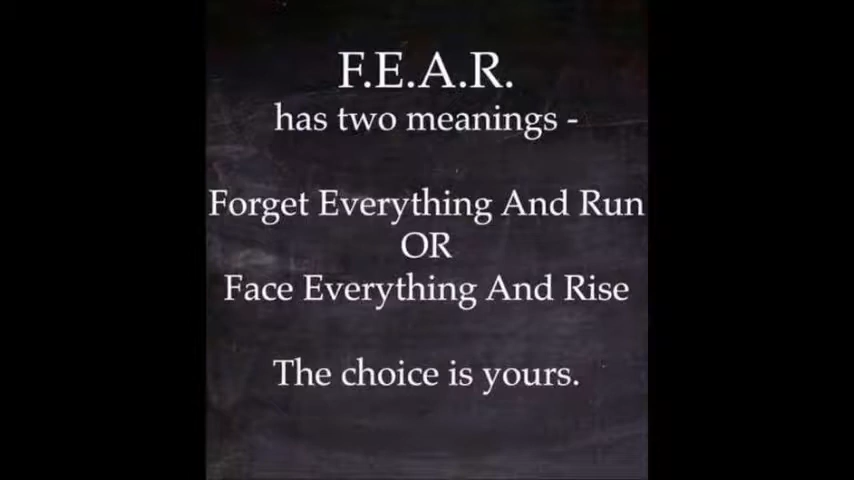 F.E.A.R.
has two meanings -
Forget Everything And Run
OR
Face Everything And Rise
The choice is yours.